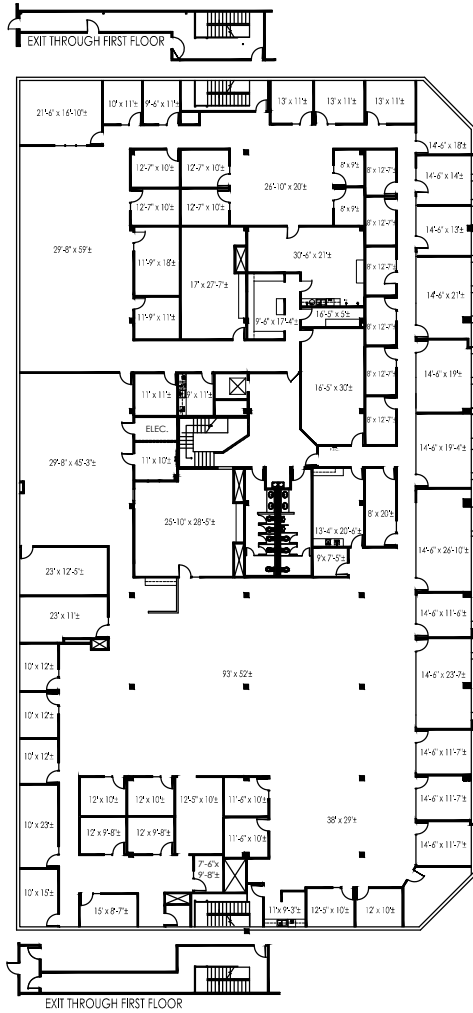 EXIT THROUGH FIRST FLOOR
21'-6" x 16'-10"±
10' x 11'±
9'-6" x 11'±
13' x 11'±
13' x 11'±
13' x 11'±
14'-6" x 18'±
12'-7" x 10'±
12'-7" x 10'±
8' x 9'±
8' x 12'-7"±
14'-6" x 14'±
26'-10" x 20'±
12'-7" x 10'±
12'-7" x 10'±
8' x 9'±
8' x 12'-7"±
14'-6" x 13'±
29'-8" x 59'±
11'-9" x 18'±
30'-6" x 21'±
8' x 12'-7"±
17' x 27'-7"±
14'-6" x 21'±
11'-9" x 11'±
9'-6" x 17'-4"±
16'-5" x 5'±
8' x 12'-7"±
14'-6" x 19'±
11' x 11'±
9' x 11'±
16'-5" x 30'±
8' x 12'-7"±
8' x 12'-7"±
ELEC.
14'-6" x 19'-4"±
29'-8" x 45'-3"±
11' x 10'±
25'-10" x 28'-5"±
13'-4" x 20'-6"±
8' x 20'±
14'-6" x 26'-10"±
9'x 7'-5"±
23' x 12'-5"±
23' x 11'±
14'-6" x 11'-6"±
10' x 12'±
93' x 52'±
14'-6" x 23'-7"±
10' x 12'±
10' x 12'±
14'-6" x 11'-7"±
12' x 10'±
12' x 10'±
12'-5" x 10'±
11'-6" x 10'±
14'-6" x 11'-7"±
10' x 23'±
12' x 9'-8"±
12' x 9'-8"±
11'-6" x 10'±
38' x 29'±
14'-6" x 11'-7"±
7'-6"x
9'-8"±
10' x 15'±
15' x 8'-7"±
11'x 9'-3"±
12'-5" x 10'±
12' x 10'±
EXIT THROUGH FIRST FLOOR